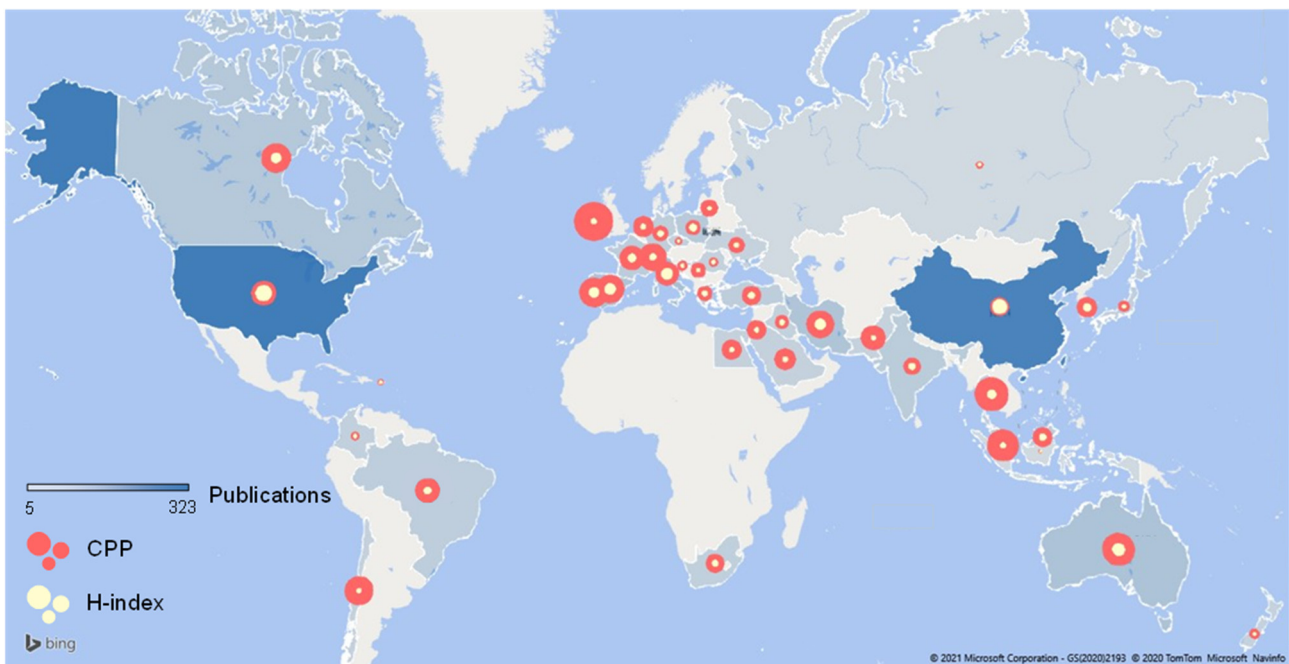 Publications
5 323
CPP
H-index
bing
© 2021 Microsoft Corporation - GS(2020)2193 © 2020 TomTom Microsoft Navinfo